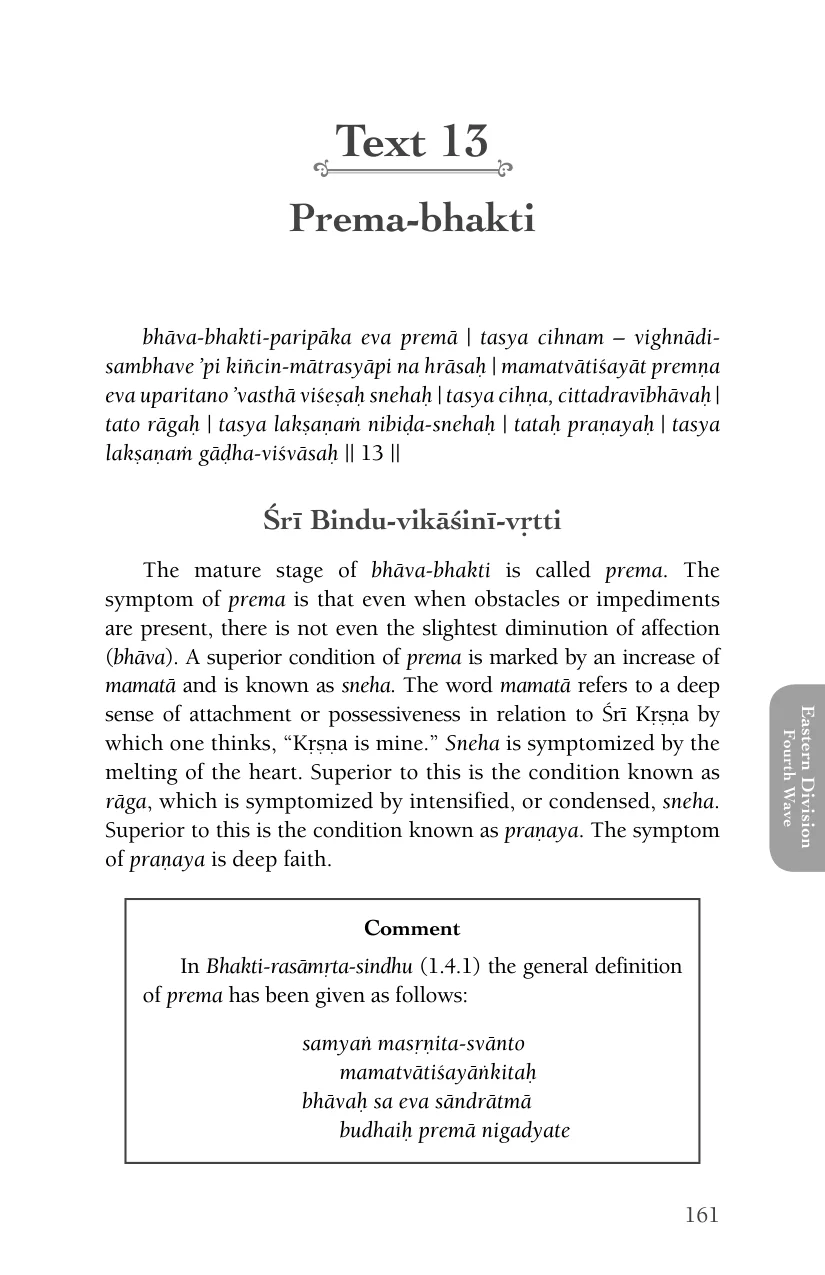 Text 13
Prema-bhakti
bhāva-bhakti-paripāka eva premā | tasya cihnam – vighnādi-
sambhave ’pi kiñcin-mātrasyāpi na hrāsaḥ | mamatvātiśayāt premṇa
eva uparitano ’vasthā viśeṣaḥ snehaḥ | tasya cihṇa, cittadravībhāvaḥ |
tato rāgaḥ | tasya lakṣaṇaṁ nibiḍa-snehaḥ | tataḥ praṇayaḥ | tasya
lakṣaṇaṁ gāḍha-viśvāsaḥ || 13 ||
Śrī Bindu-vikāśinī-vṛtti
The mature stage of bhāva-bhakti is called prema. The
symptom of prema is that even when obstacles or impediments
are present, there is not even the slightest diminution of affection
(bhāva). A superior condition of prema is marked by an increase of
mamatā and is known as sneha. The word mamatā refers to a deep
sense of attachment or possessiveness in relation to Śrī Kṛṣṇa by
which one thinks, “Kṛṣṇa is mine.” Sneha is symptomized by the
melting of the heart. Superior to this is the condition known as
rāga, which is symptomized by intensified, or condensed, sneha.
Superior to this is the condition known as praṇaya. The symptom
of praṇaya is deep faith.
Eastern Division
Fourth Wave
Comment
In Bhakti-rasāmṛta-sindhu (1.4.1) the general definition
of prema has been given as follows:
samyaṅ masṛṇita-svānto
mamatvātiśayāṅkitaḥ
bhāvaḥ sa eva sāndrātmā
budhaiḥ premā nigadyate
161